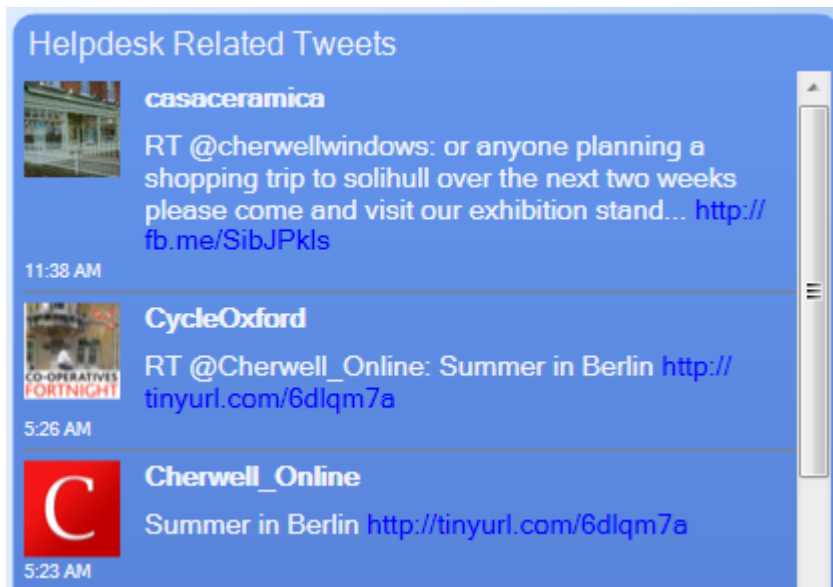 Helpdesk Related Tweets
casaceramica
RT @cherwellwindows: or anyone planning a
shopping trip to solihull over the next two weeks
please come and visit our exhibition stand... http://
fb.me/SibJPkls
11:38 AM
CycleOxford
RT @Cherwell_Online: Summer in Berlin http://
tinyurl.com/6dlqm7a
CO-OPERATIVES
FORTNIGHT
5:26 AM
Cherwell_Online
C
Summer in Berlin http://tinyurl.com/6dlqm7a
5:23 AM